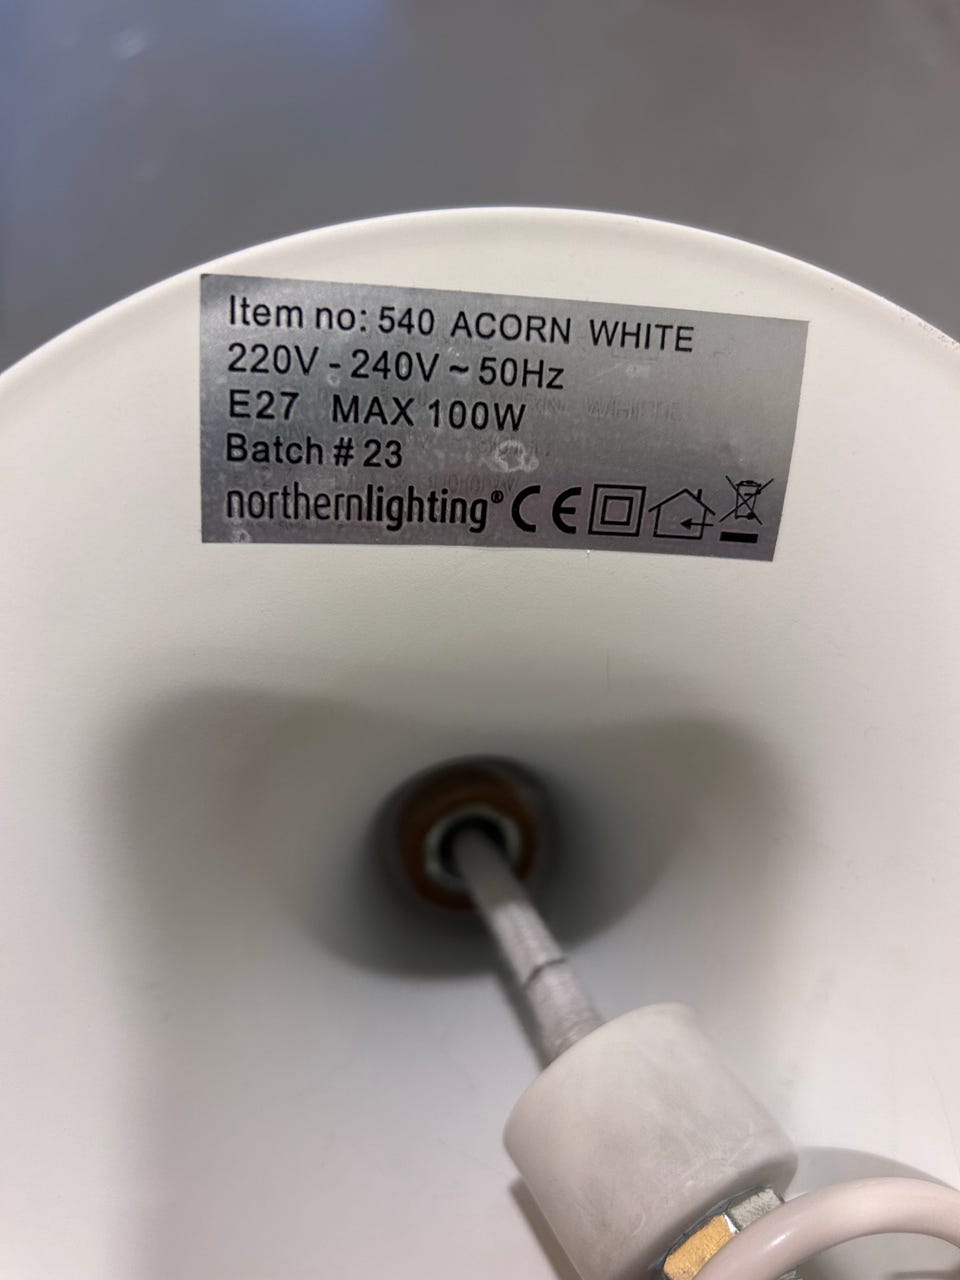 Item no: 540 ACORN WHITE
220V - 240V ~ 50Hz
E27 MAX 100W
Batch # 23
northernlighting® CE